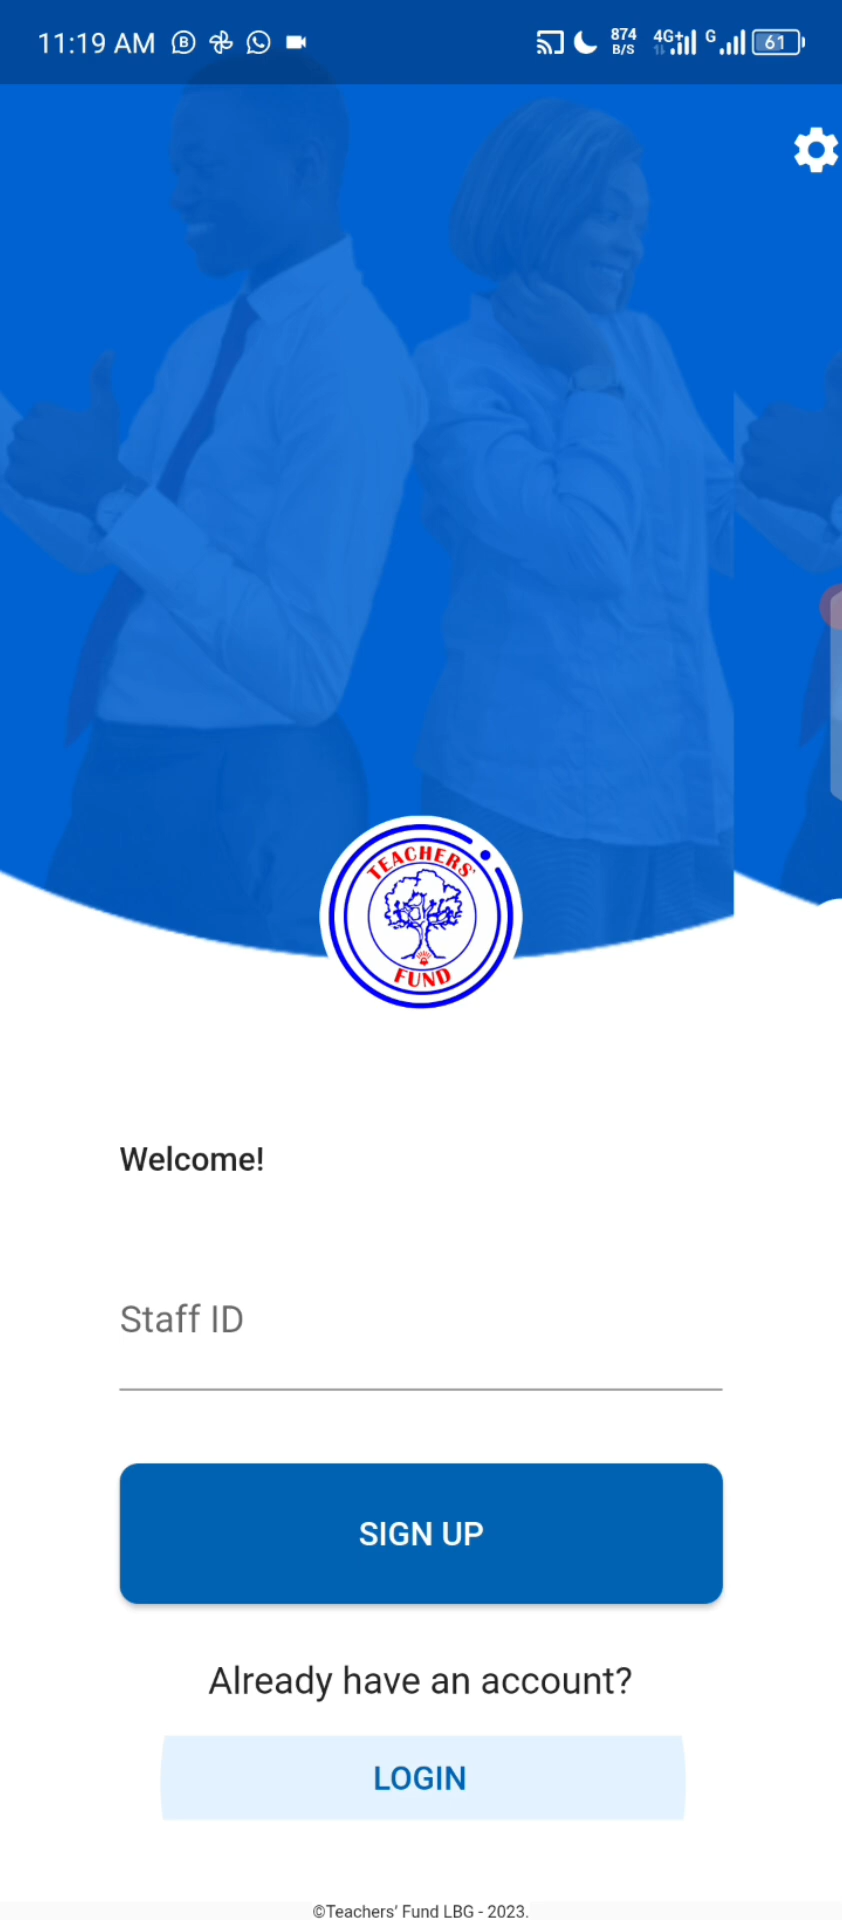 11:19 AM
874
B/S
4G+
G
61
TEACHERS'
FUND
Welcome!
Staff ID
SIGN UP
Already have an account?
LOGIN
©Teachers’ Fund LBG - 2023.